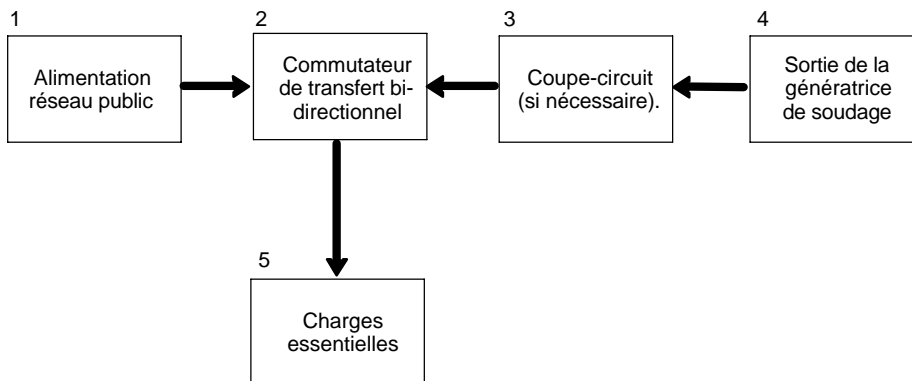 1
Alimentation
réseau public
2
Commutateur
de transfert bi-
directionnel
3
Coupe-circuit
(si nécessaire).
4
Sortie de la
génératrice
de soudage
5
Charges
essentielles